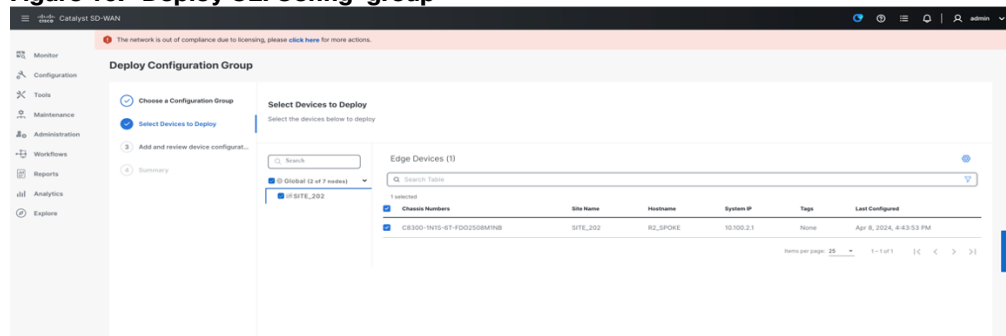 Figure 10: Deploy UEFI Config-group
Catalyst SD-WAN
admin
The network is out of compliance due to licensing, please click here for more actions.
Monitor
Configuration
Tools
Maintenance
Administration
Workflows
Reports
Analytics
Explore
Deploy Configuration Group
Choose a Configuration Group
Select Devices to Deploy
3 Add and review device configurat...
4 Summary
Select Devices to Deploy
Select the devices below to deploy
Search
Global (2 of 7 nodes)
SITE_202
Edge Devices (1)
Search Table
1 selected
Chassis Numbers Site Name Hostname System IP Tags Last Configured
C8300-1N1S-6T-FDO2508M1NB SITE_202 R2_SPOKE 10.100.2.1 None Apr 8, 2024, 4:43:53 PM
Items per page: 25 1 – 1 of 1